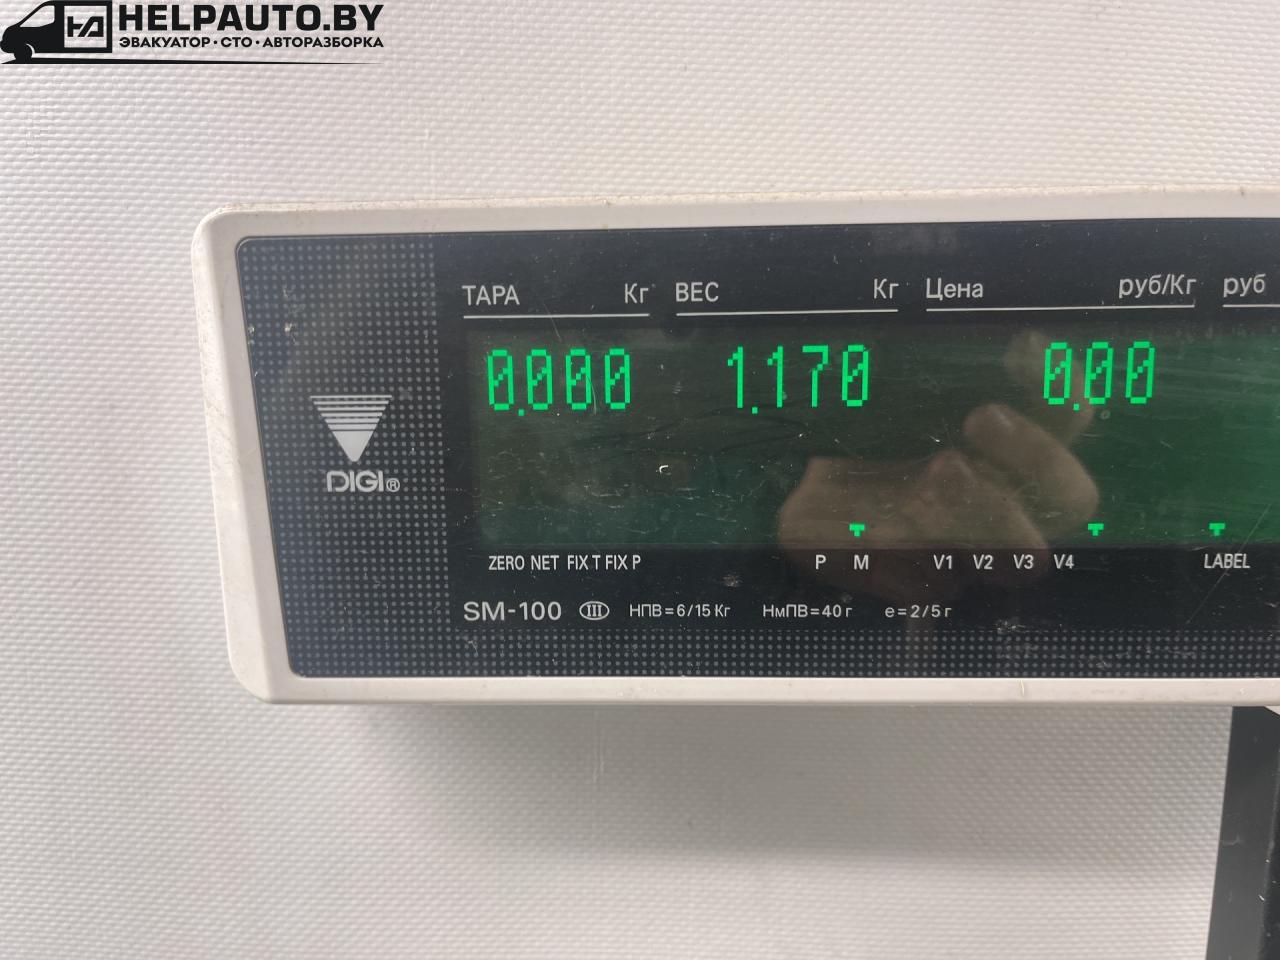 HELPAUTO.BY
ЭВАКУАТОР · СТО · АВТОРАЗБОРКА
ТАРА Кг ВЕС Кг Цена руб/Кг руб
0.000 1.170 0.00
DIGI®
ZERO NET FIX T FIX P P M V1 V2 V3 V4 LABEL
SM-100 III НПВ=6/15 Кг НмПВ=40 г e=2/5 г